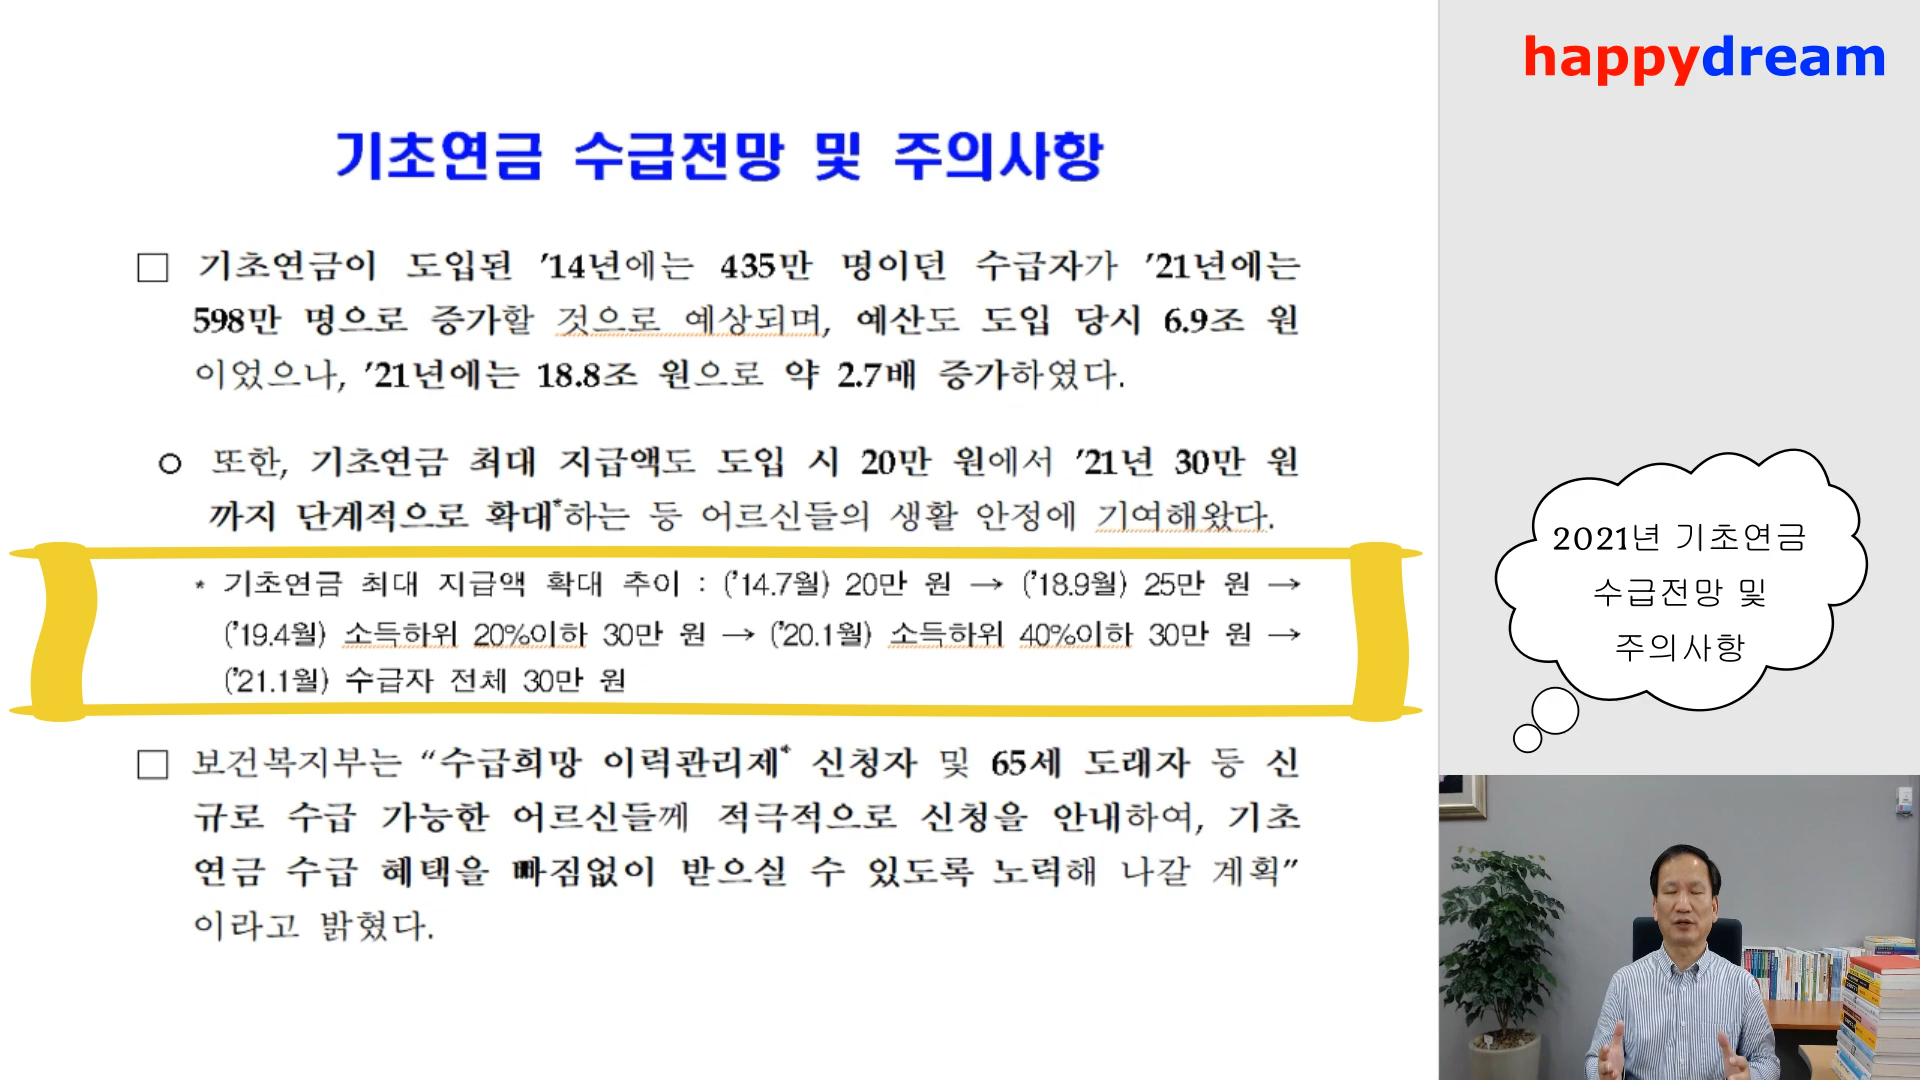 happydream
기초연금 수급전망 및 주의사항
□ 기초연금이 도입된 ′14년에는 435만 명이던 수급자가 ′21년에는
598만 명으로 증가할 것으로 예상되며, 예산도 도입 당시 6.9조 원
이었으나, ′21년에는 18.8조 원으로 약 2.7배 증가하였다.
○ 또한, 기초연금 최대 지급액도 도입 시 20만 원에서 ′21년 30만 원
까지 단계적으로 확대*하는 등 어르신들의 생활 안정에 기여해왔다.
* 기초연금 최대 지급액 확대 추이 : (′14.7월) 20만 원 → (′18.9월) 25만 원 →
(′19.4월) 소득하위 20%이하 30만 원 → (′20.1월) 소득하위 40%이하 30만 원 →
(′21.1월) 수급자 전체 30만 원
□ 보건복지부는 “수급희망 이력관리제* 신청자 및 65세 도래자 등 신
규로 수급 가능한 어르신들께 적극적으로 신청을 안내하여, 기초
연금 수급 혜택을 빠짐없이 받으실 수 있도록 노력해 나갈 계획”
이라고 밝혔다.
2021년 기초연금
수급전망 및
주의사항